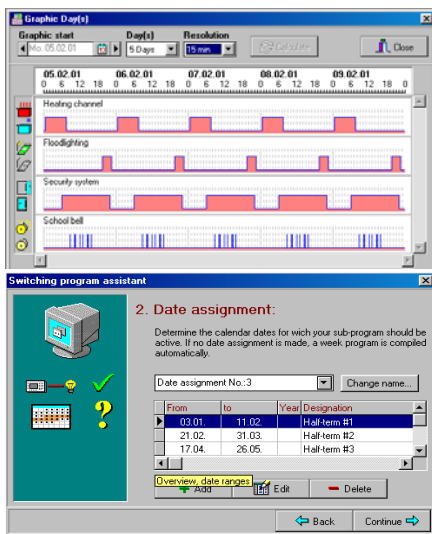 Graphic Day(s)
Graphic start Day(s) Resolution
Mo. 05.02.01 5 Days 15 min Calculate Close
05.02.01 06.02.01 07.02.01 08.02.01 09.02.01
0 6 12 18 0 6 12 18 0 6 12 18 0 6 12 18 0 6 12 18 0
Heating channel
Floodlighting
Security system
School bell
Switching program assistant
2. Date assignment:
Determine the calendar dates for wich your sub-program should be
active. If no date assignment is made, a week program is compiled
automatically.
Date assignment No.:3 Change name...
From to Year Designation
03.01. 11.02. Half-term #1
21.02. 31.03. Half-term #2
17.04. 26.05. Half-term #3
Overview, date ranges
Add Edit Delete
Back Continue